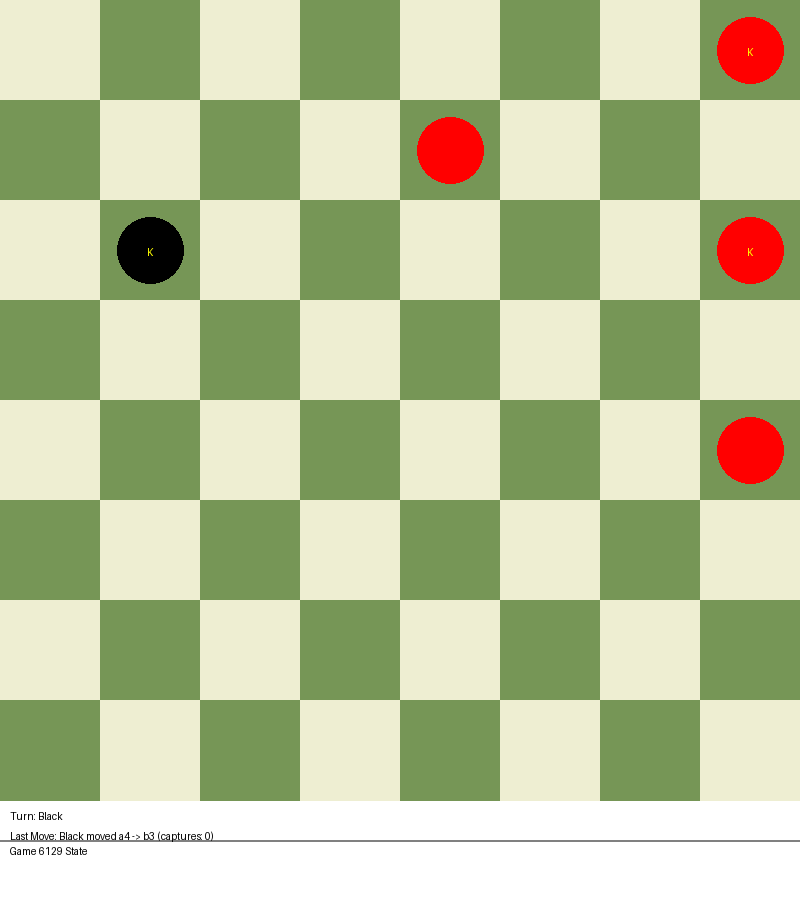 K
K
K
Turn: Black
Last Move: Black moved a4 -> b3 (captures: 0)
Game 6129 State